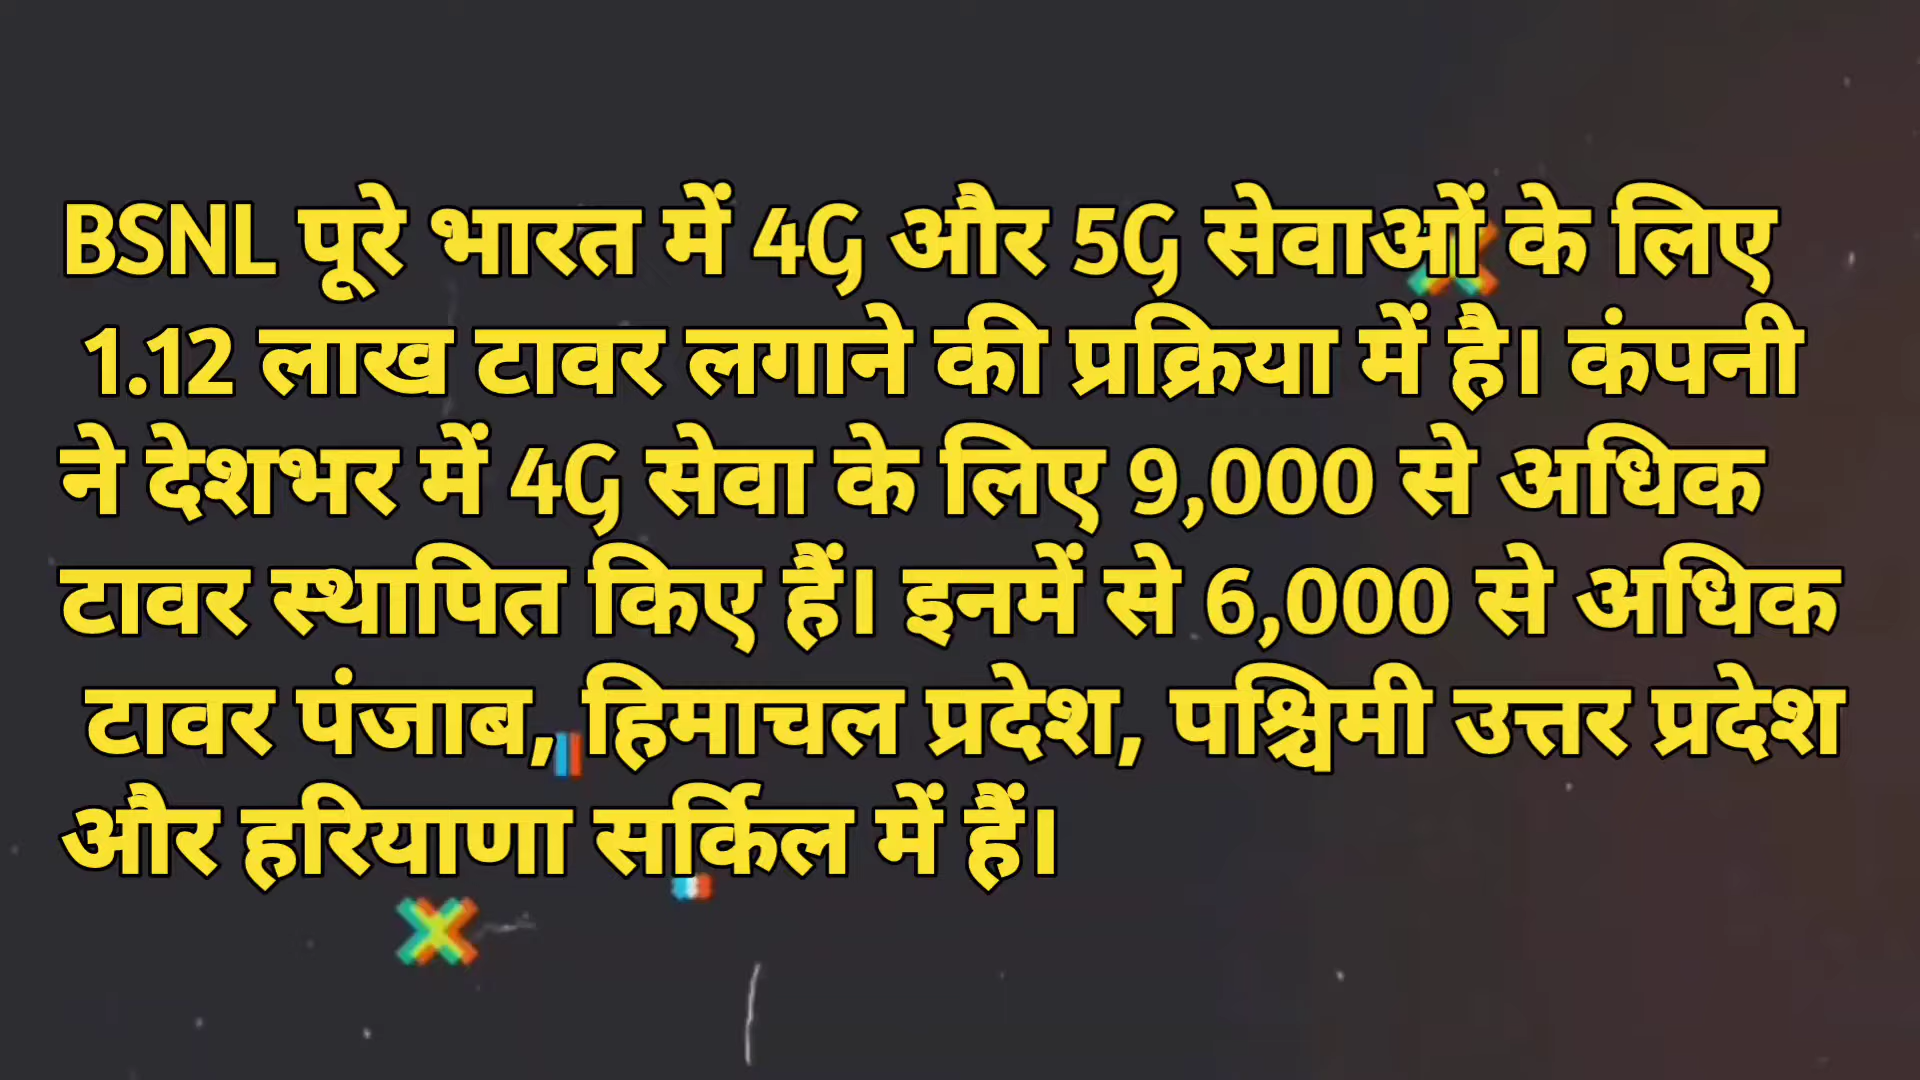 BSNL पूरे भारत में 4G और 5G सेवाओं के लिए
1.12 लाख टावर लगाने की प्रक्रिया में है। कंपनी
ने देशभर में 4G सेवा के लिए 9,000 से अधिक
टावर स्थापित किए हैं। इनमें से 6,000 से अधिक
टावर पंजाब, हिमाचल प्रदेश, पश्चिमी उत्तर प्रदेश
और हरियाणा सर्किल में हैं।